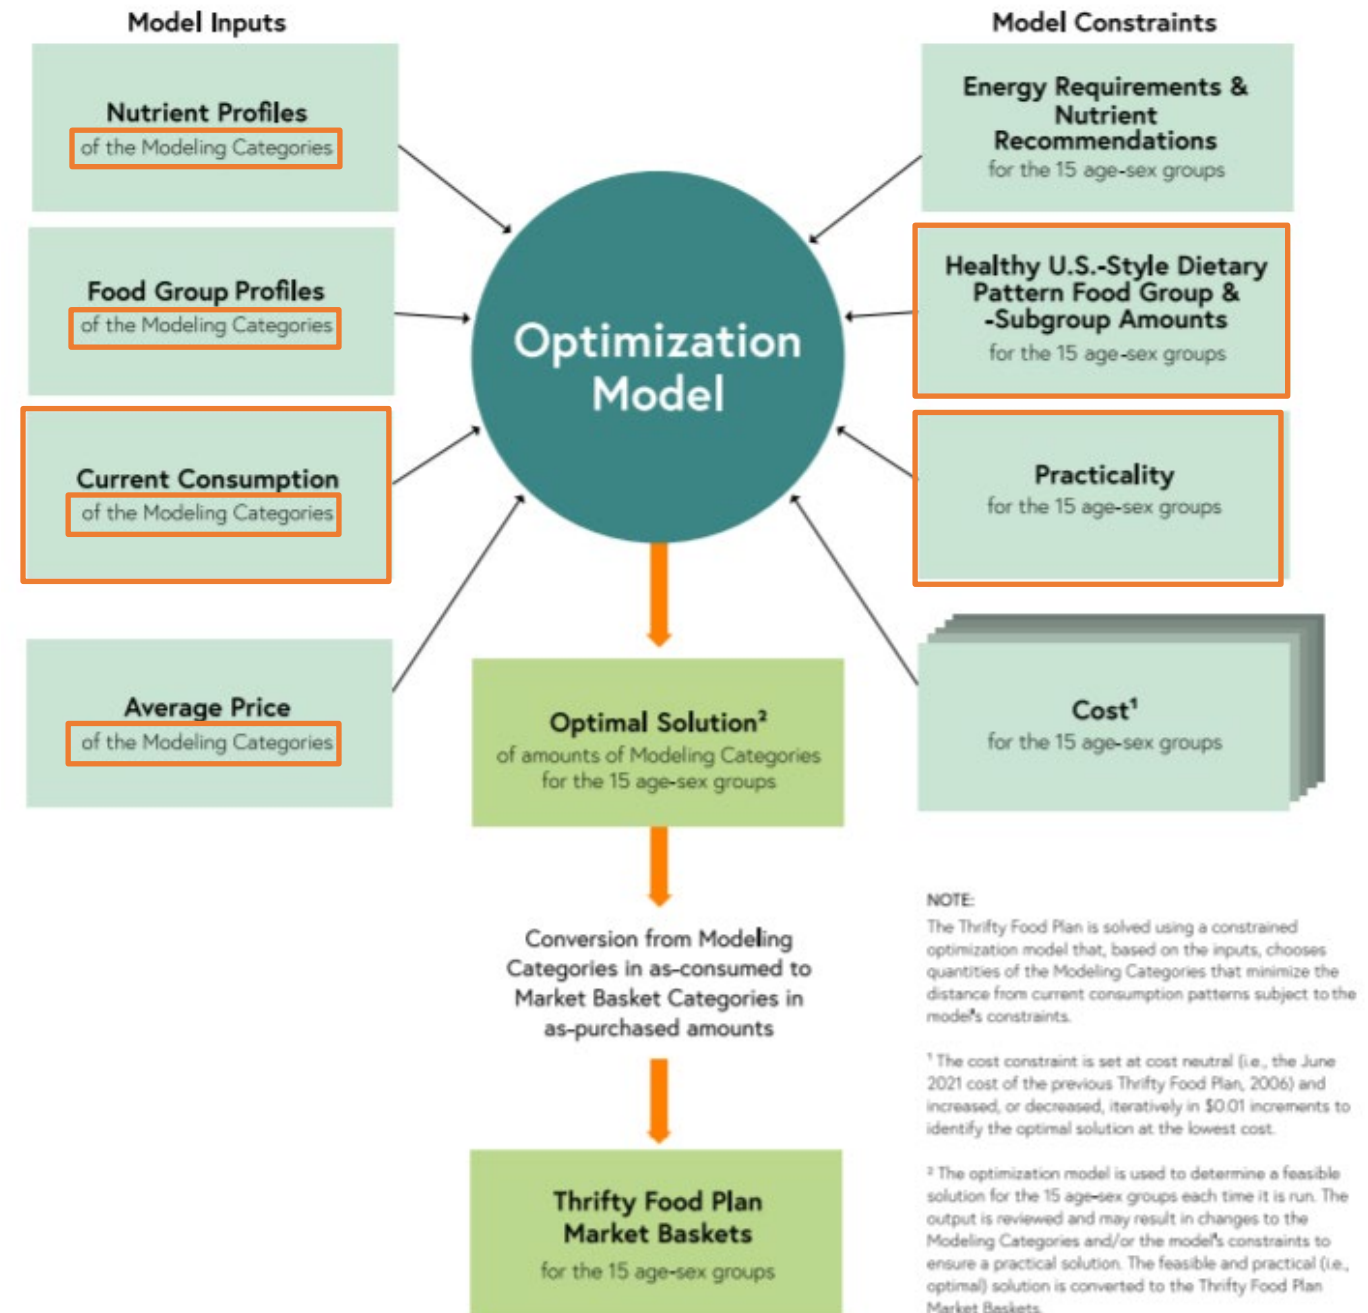 Model Inputs
Nutrient Profiles
of the Modeling Categories
Food Group Profiles
of the Modeling Categories
Current Consumption
of the Modeling Categories
Average Price
of the Modeling Categories
Optimization
Model
Model Constraints
Energy Requirements &
Nutrient
Recommendations
for the 15 age-sex groups
Healthy U.S.-Style Dietary
Pattern Food Group &
-Subgroup Amounts
for the 15 age-sex groups
Practicality
for the 15 age-sex groups
Cost¹
for the 15 age-sex groups
Optimal Solution²
of amounts of Modeling Categories
for the 15 age-sex groups
Conversion from Modeling
Categories in as-consumed to
Market Basket Categories in
as-purchased amounts
Thrifty Food Plan
Market Baskets
for the 15 age-sex groups
NOTE:
The Thrifty Food Plan is solved using a constrained
optimization model that, based on the inputs, chooses
quantities of the Modeling Categories that minimize the
distance from current consumption patterns subject to the
model's constraints.
¹ The cost constraint is set at cost neutral (i.e., the June
2021 cost of the previous Thrifty Food Plan, 2006) and
increased, or decreased, iteratively in $0.01 increments to
identify the optimal solution at the lowest cost.
² The optimization model is used to determine a feasible
solution for the 15 age-sex groups each time it is run. The
output is reviewed and may result in changes to the
Modeling Categories and/or the model's constraints to
ensure a practical solution. The feasible and practical (i.e.,
optimal) solution is converted to the Thrifty Food Plan
Market Baskets.